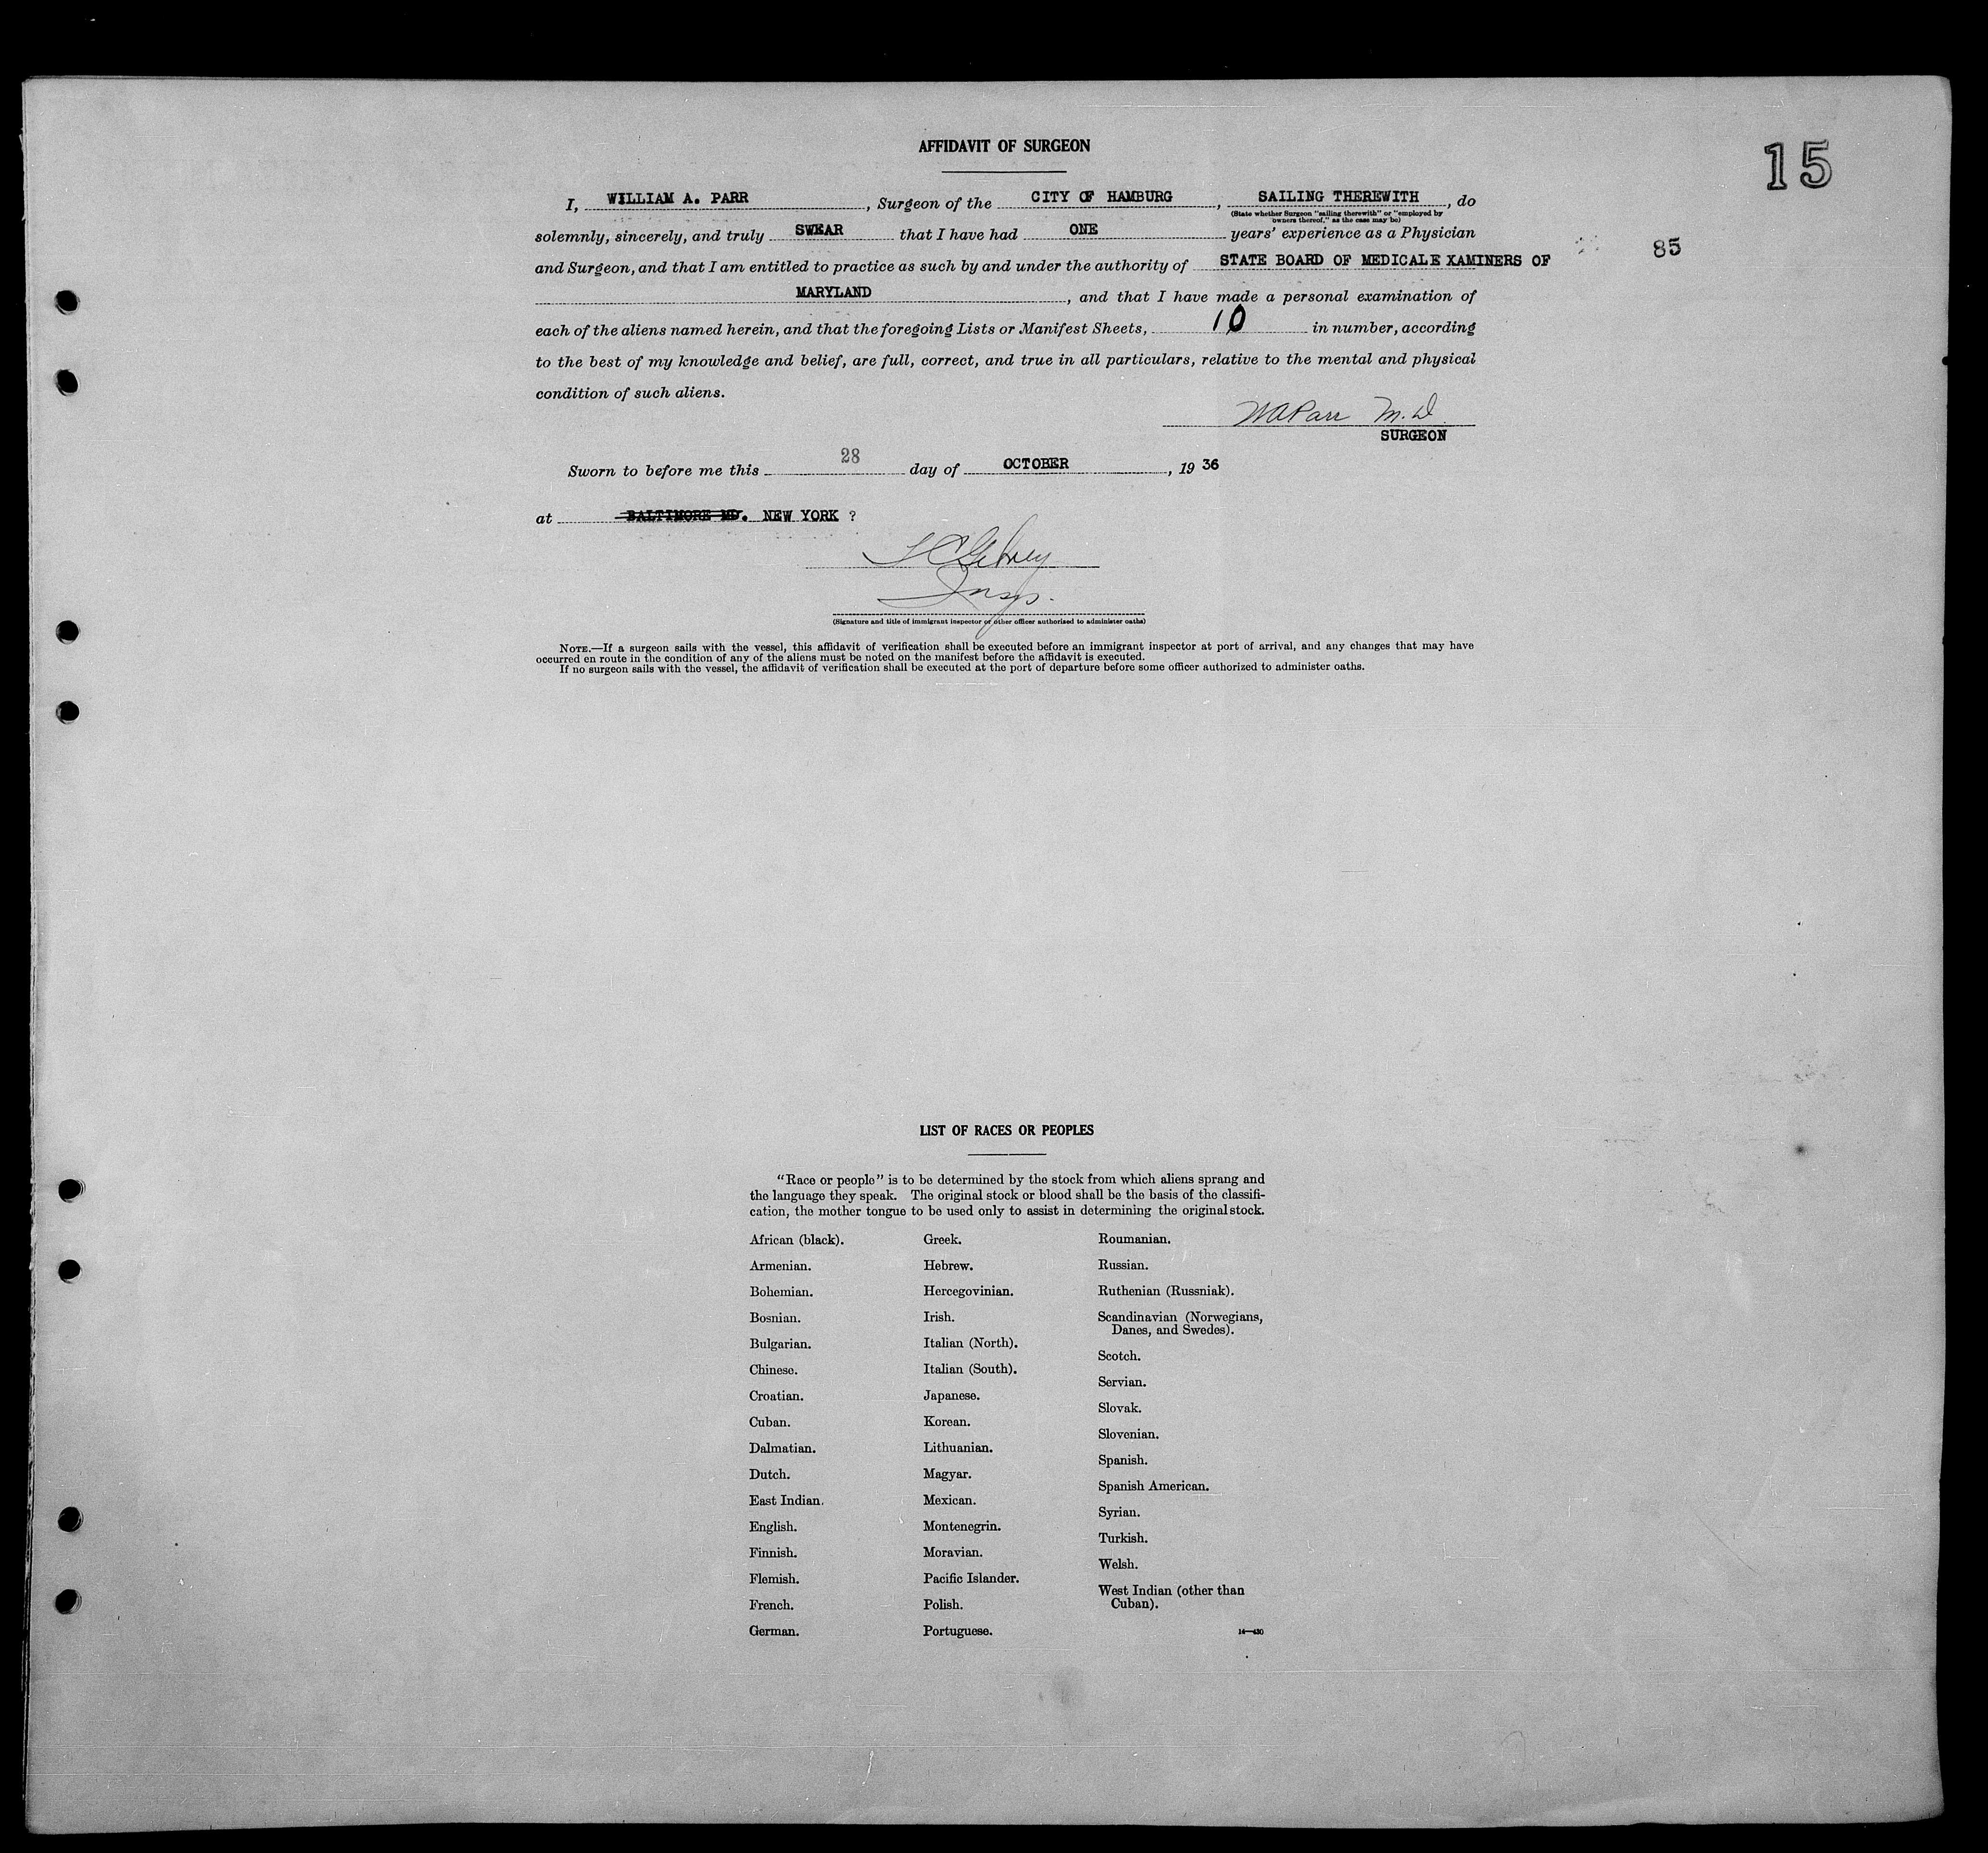 AFFIDAVIT OF SURGEON
15
I, WILLIAM A. PARR, Surgeon of the CITY OF HAMBURG, SAILING THEREWITH, do
(State whether Surgeon "sailing therewith" or "employed by
owners thereof," as the case may be)
solemnly, sincerely, and truly SWEAR that I have had ONE years' experience as a Physician
85
and Surgeon, and that I am entitled to practice as such by and under the authority of STATE BOARD OF MEDICALE XAMINERS OF
MARYLAND, and that I have made a personal examination of
each of the aliens named herein, and that the foregoing Lists or Manifest Sheets, 10 in number, according
to the best of my knowledge and belief, are full, correct, and true in all particulars, relative to the mental and physical
condition of such aliens.
WAParr M.D.
SURGEON
Sworn to before me this 28 day of OCTOBER, 19 36
at BALTIMORE MD. NEW YORK ?
Insp.
(Signature and title of immigrant inspector or other officer authorized to administer oaths)
NOTE.—If a surgeon sails with the vessel, this affidavit of verification shall be executed before an immigrant inspector at port of arrival, and any changes that may have
occurred en route in the condition of any of the aliens must be noted on the manifest before the affidavit is executed.
If no surgeon sails with the vessel, the affidavit of verification shall be executed at the port of departure before some officer authorized to administer oaths.
LIST OF RACES OR PEOPLES
"Race or people" is to be determined by the stock from which aliens sprang and
the language they speak. The original stock or blood shall be the basis of the classifi-
cation, the mother tongue to be used only to assist in determining the original stock.
African (black).
Armenian.
Bohemian.
Bosnian.
Bulgarian.
Chinese.
Croatian.
Cuban.
Dalmatian.
Dutch.
East Indian.
English.
Finnish.
Flemish.
French.
German.
Greek.
Hebrew.
Hercegovinian.
Irish.
Italian (North).
Italian (South).
Japanese.
Korean.
Lithuanian.
Magyar.
Mexican.
Montenegrin.
Moravian.
Pacific Islander.
Polish.
Portuguese.
Roumanian.
Russian.
Ruthenian (Russniak).
Scandinavian (Norwegians,
Danes, and Swedes).
Scotch.
Servian.
Slovak.
Slovenian.
Spanish.
Spanish American.
Syrian.
Turkish.
Welsh.
West Indian (other than
Cuban).